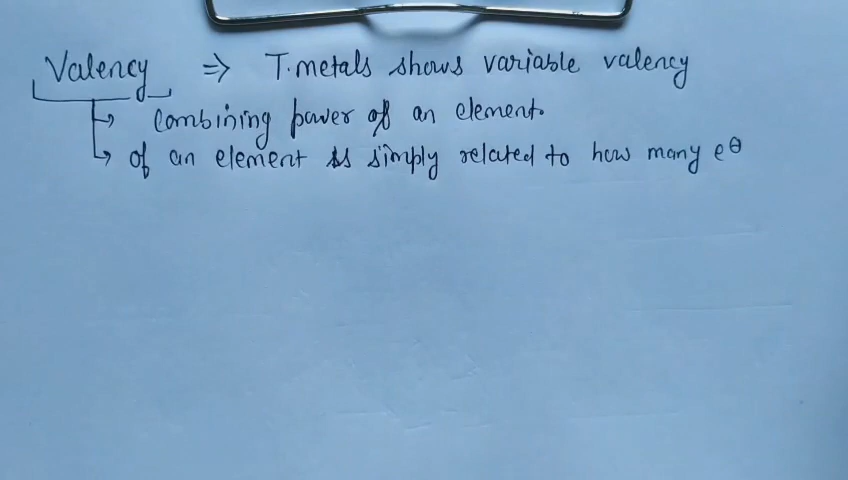 Valency ⇒ T.metals shows variable valency
↳ Combining power of an element.
↳ of an element is simply related to how many e⊖